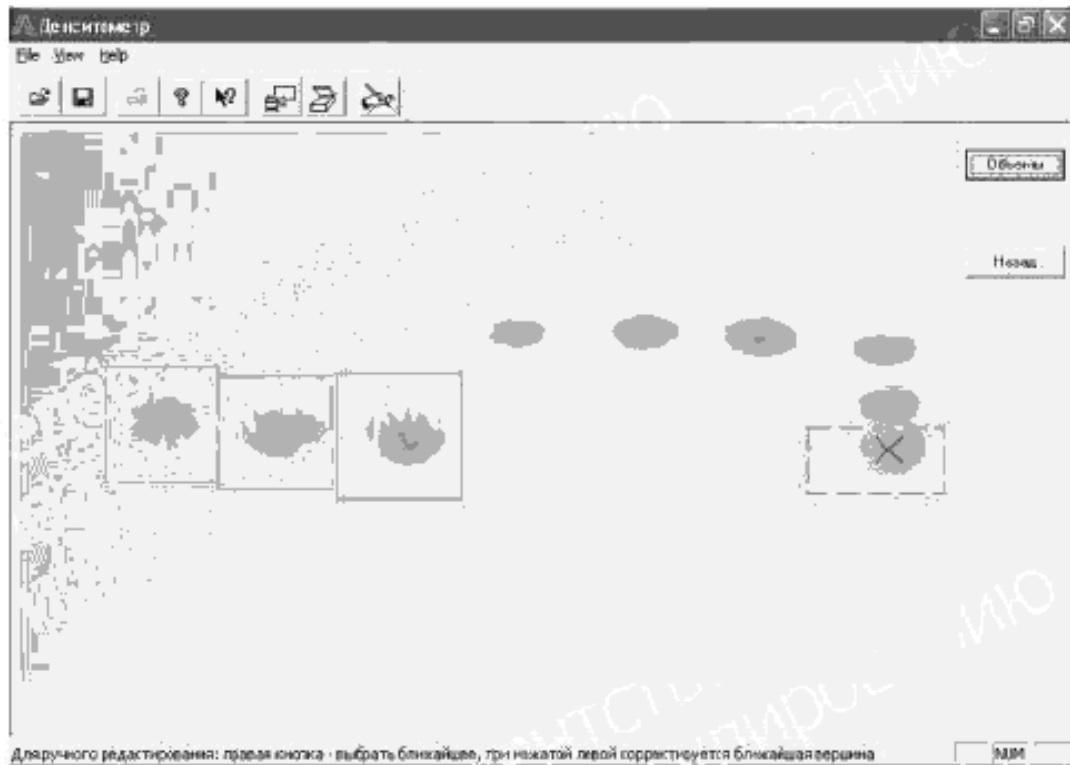 Денситометр
File View Help
Объемы
Назад
Для ручного редактирования: правая кнопка - выбрать ближайшее, при нажатой левой корректируется ближайшая вершина
NUM